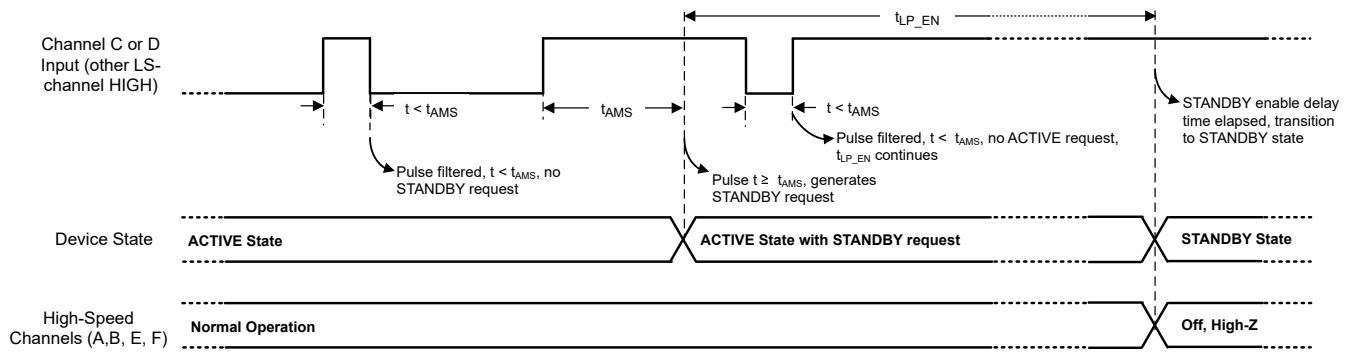 t_LP_EN
Channel C or D
Input (other LS-
channel HIGH)
t < t_AMS
t_AMS
t < t_AMS
Pulse filtered, t < t_AMS, no
STANDBY request
Pulse t ≥ t_AMS, generates
STANDBY request
Pulse filtered, t < t_AMS, no ACTIVE request,
t_LP_EN continues
STANDBY enable delay
time elapsed, transition
to STANDBY state
Device State
ACTIVE State
ACTIVE State with STANDBY request
STANDBY State
High-Speed
Channels (A,B, E, F)
Normal Operation
Off, High-Z